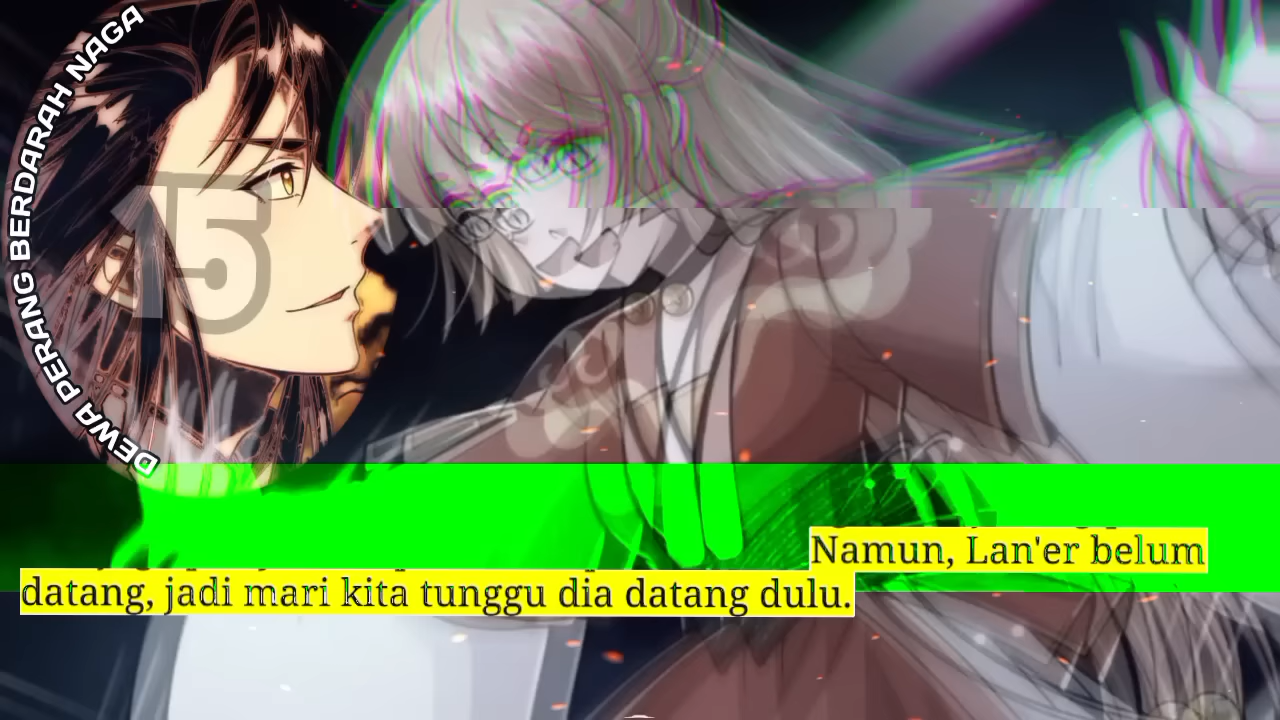 DEWA PERANG BERDARAH NAGA
15
Namun, Lan'er belum
datang, jadi mari kita tunggu dia datang dulu.